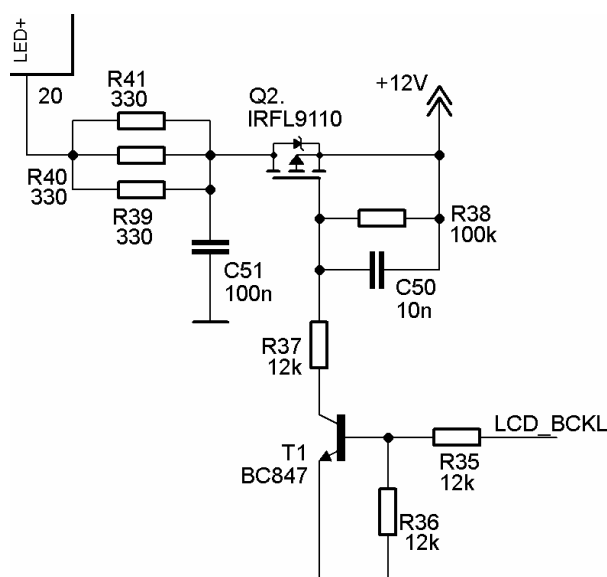 LED+
20
R41
330
R40
330
R39
330
Q2.
IRFL9110
+12V
R38
100k
C51
100n
C50
10n
R37
12k
T1
BC847
LCD_BCKL
R35
12k
R36
12k